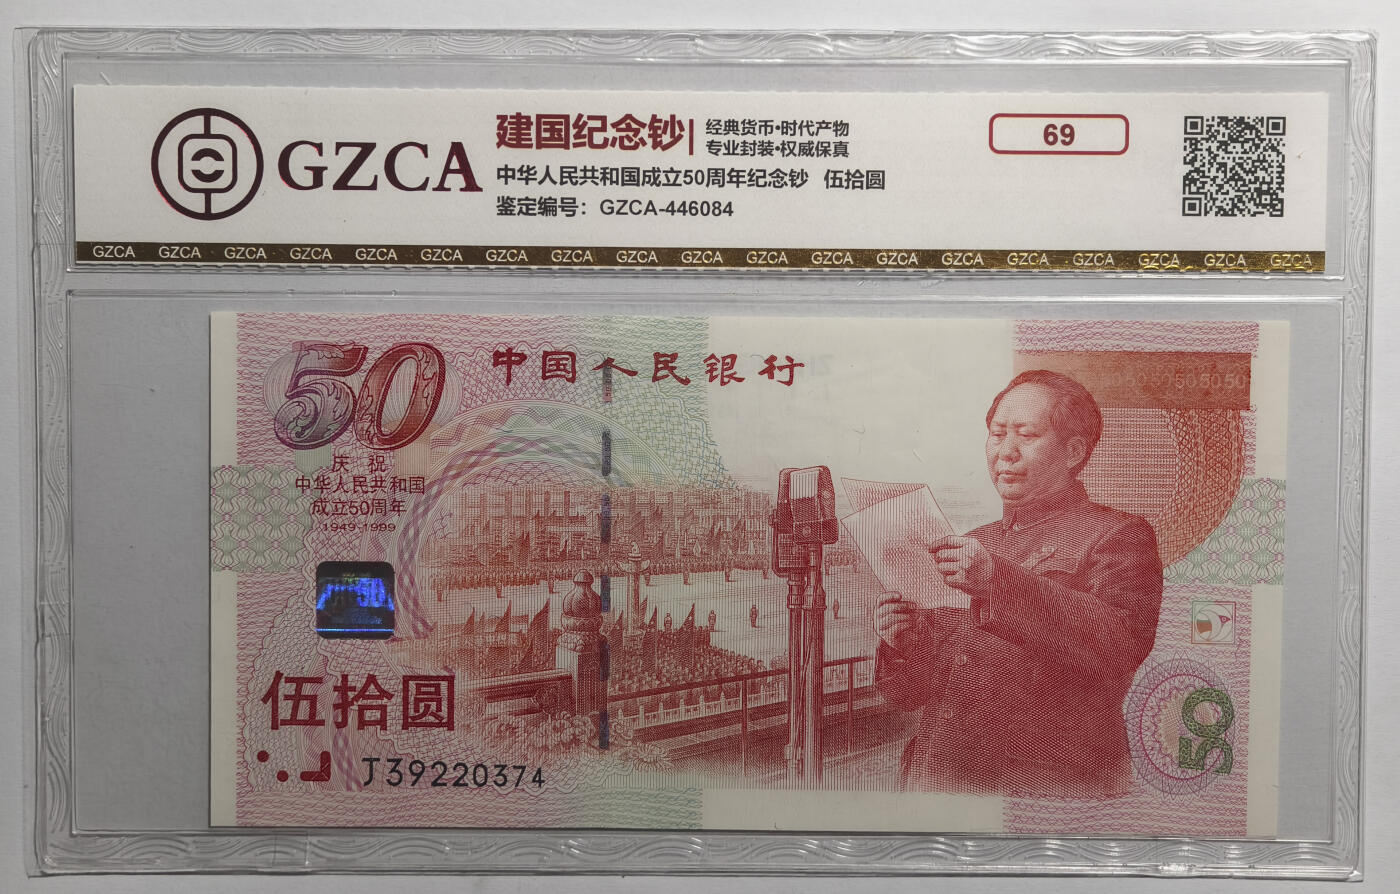 GZCA
建国纪念钞
经典货币•时代产物
专业封装•权威保真
中华人民共和国成立50周年纪念钞 伍拾圆
鉴定编号：GZCA-446084
69
GZCA GZCA GZCA GZCA GZCA GZCA GZCA GZCA GZCA GZCA GZCA GZCA GZCA GZCA GZCA GZCA GZCA GZCA GZCA
50
中国人民银行
庆祝
中华人民共和国
成立50周年
1949-1999
50
伍拾圆
J39220374
50